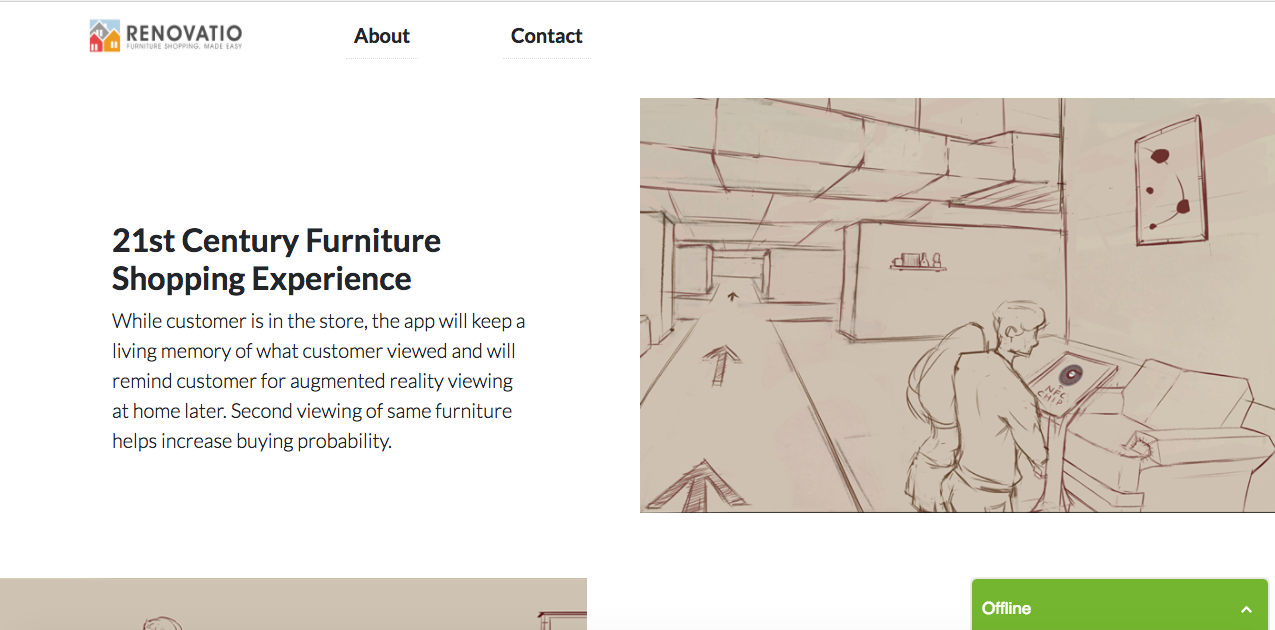 RENOVATIO
FURNITURE SHOPPING, MADE EASY
About
Contact
21st Century Furniture
Shopping Experience
While customer is in the store, the app will keep a
living memory of what customer viewed and will
remind customer for augmented reality viewing
at home later. Second viewing of same furniture
helps increase buying probability.
NFC
CHIP
Offline